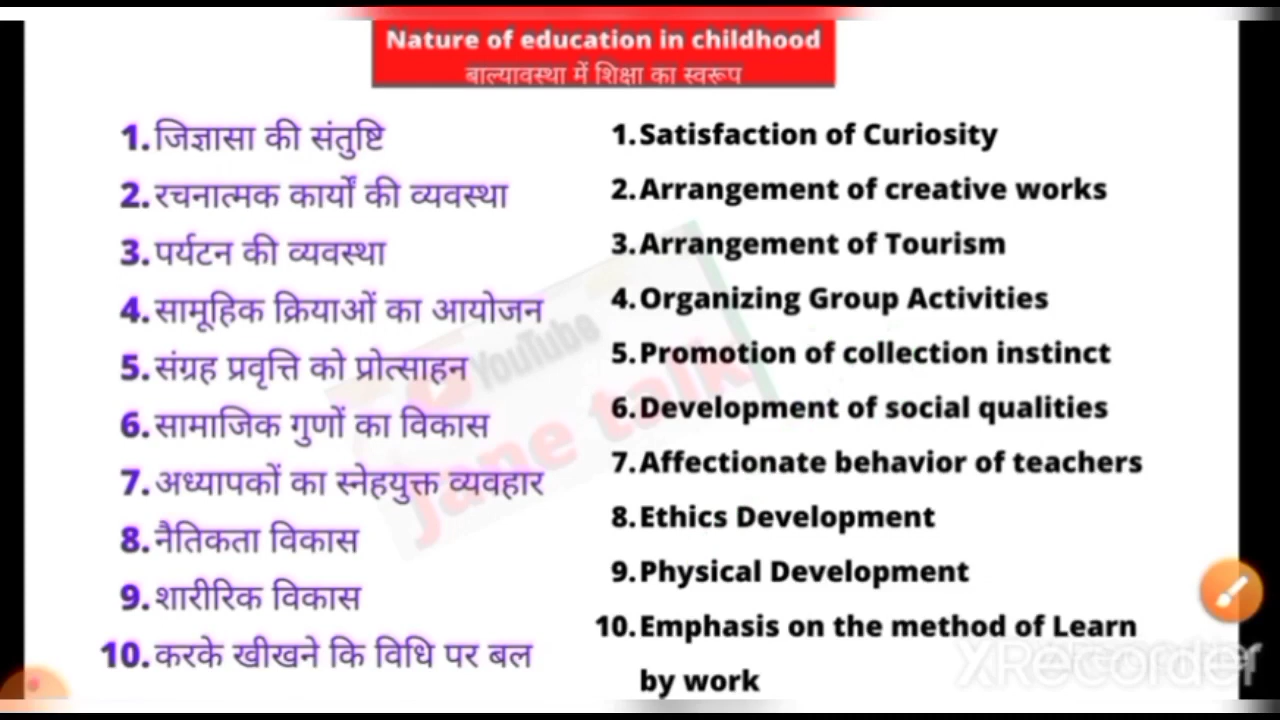 Nature of education in childhood
बाल्यावस्था में शिक्षा का स्वरूप
1. जिज्ञासा की संतुष्टि
2. रचनात्मक कार्यों की व्यवस्था
3. पर्यटन की व्यवस्था
4. सामूहिक क्रियाओं का आयोजन
5. संग्रह प्रवृत्ति को प्रोत्साहन
6. सामाजिक गुणों का विकास
7. अध्यापकों का स्नेहयुक्त व्यवहार
8. नैतिकता विकास
9. शारीरिक विकास
10. करके खीखने कि विधि पर बल
1. Satisfaction of Curiosity
2. Arrangement of creative works
3. Arrangement of Tourism
4. Organizing Group Activities
5. Promotion of collection instinct
6. Development of social qualities
7. Affectionate behavior of teachers
8. Ethics Development
9. Physical Development
10. Emphasis on the method of Learn
by work
YouTube
jane talk
XRecorder